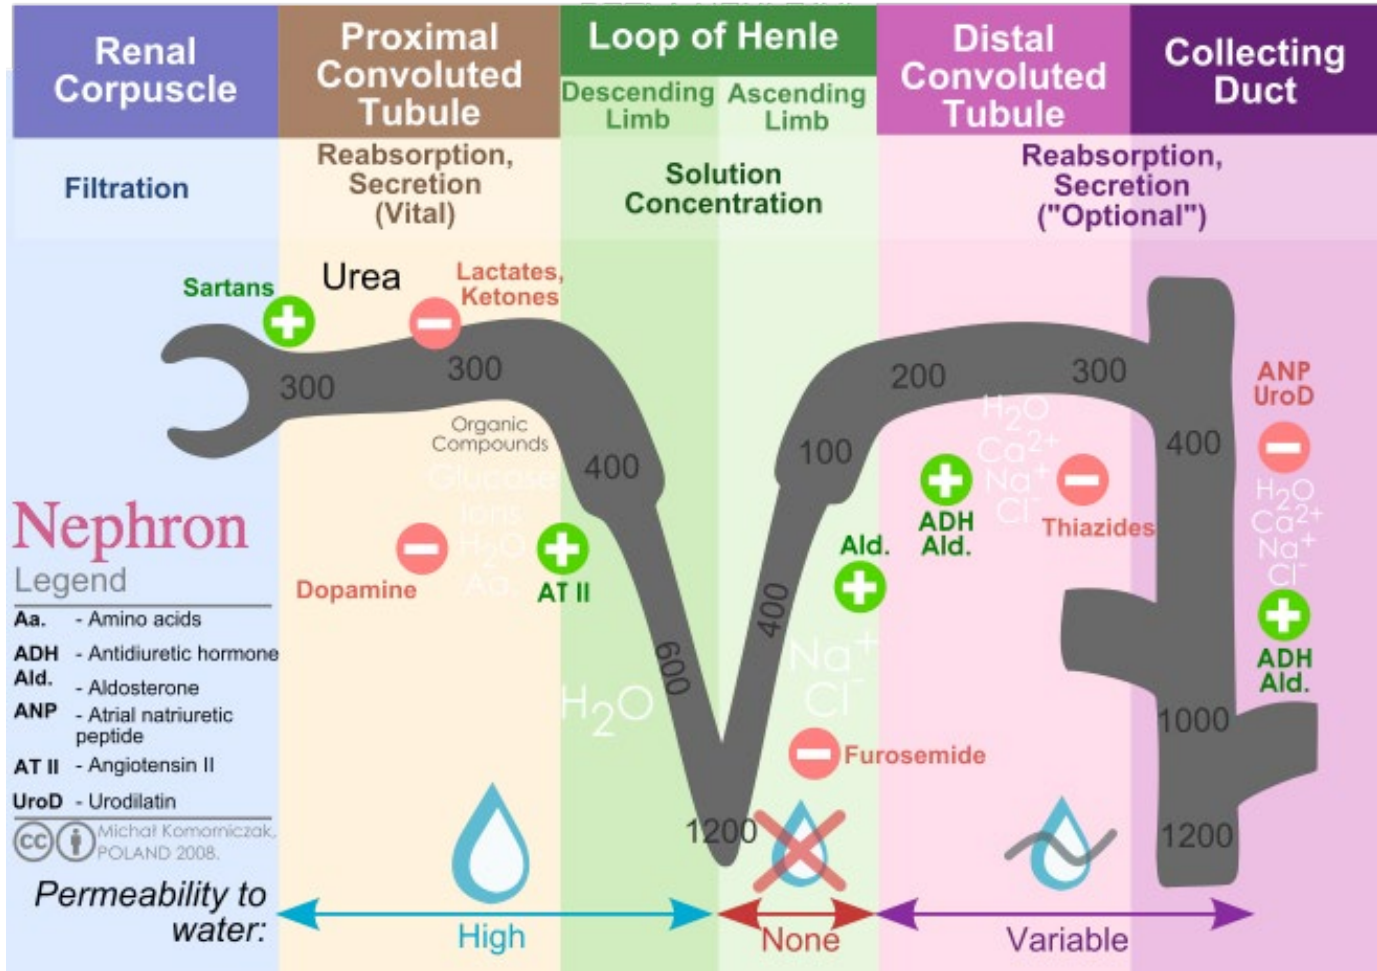 Renal
Corpuscle
Proximal
Convoluted
Tubule
Loop of Henle
Descending
Limb
Ascending
Limb
Distal
Convoluted
Tubule
Collecting
Duct
Filtration
Reabsorption,
Secretion
(Vital)
Solution
Concentration
Reabsorption,
Secretion
("Optional")
Sartans
Urea
Lactates,
Ketones
300
300
Organic
Compounds
Glucose
Ions
H₂O
Aa.
Dopamine
AT II
400
600
H₂O
1200
400
100
Ald.
Na⁺
Cl⁻
Furosemide
200
300
H₂O
Ca²⁺
Na⁺
Cl⁻
ADH
Ald.
Thiazides
400
1000
1200
ANP
UroD
H₂O
Ca²⁺
Na⁺
Cl⁻
ADH
Ald.
Nephron
Legend
Aa. - Amino acids
ADH - Antidiuretic hormone
Ald. - Aldosterone
ANP - Atrial natriuretic
peptide
AT II - Angiotensin II
UroD - Urodilatin
cc
Michał Komorniczak,
POLAND 2008.
Permeability to
water:
High
None
Variable